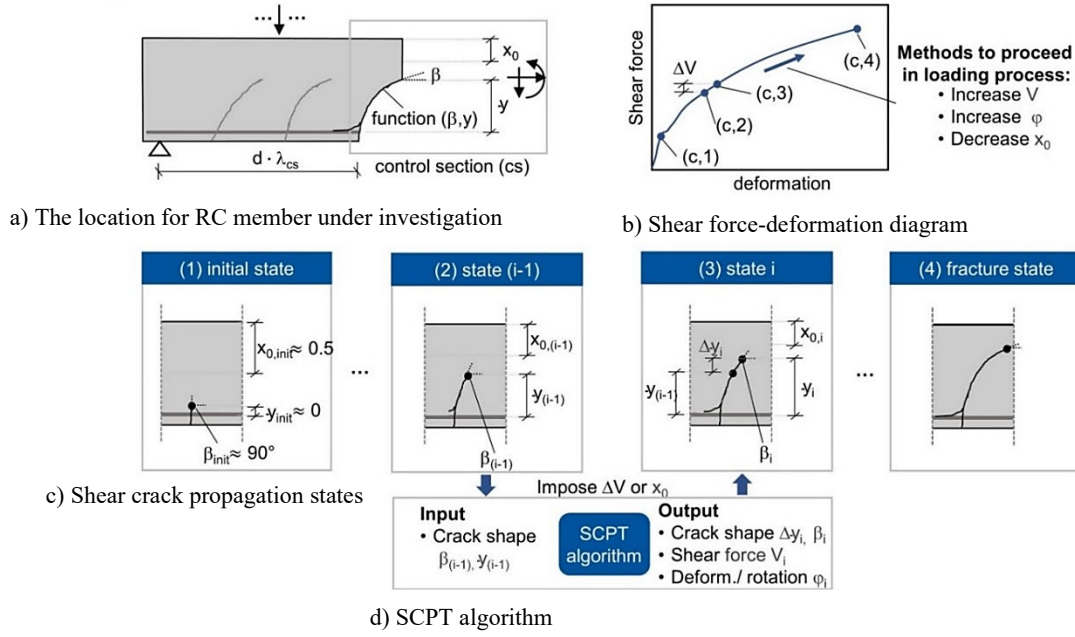 ... ...
x₀
β
y
function (β,y)
d · λcs
control section (cs)
a) The location for RC member under investigation
Shear force
ΔV
(c,1)
(c,2)
(c,3)
(c,4)
deformation
Methods to proceed
in loading process:
• Increase V
• Increase φ
• Decrease x₀
b) Shear force-deformation diagram
(1) initial state
x₀,init ≈ 0.5
y init ≈ 0
β init ≈ 90°
...
(2) state (i-1)
x₀,(i-1)
y(i-1)
β(i-1)
(3) state i
x₀,i
Δyi
y(i-1)
yi
βi
...
(4) fracture state
c) Shear crack propagation states
Impose ΔV or x₀
Input
• Crack shape
β(i-1), y(i-1)
SCPT
algorithm
Output
• Crack shape Δyi, βi
• Shear force Vi
• Deform./ rotation φi
d) SCPT algorithm